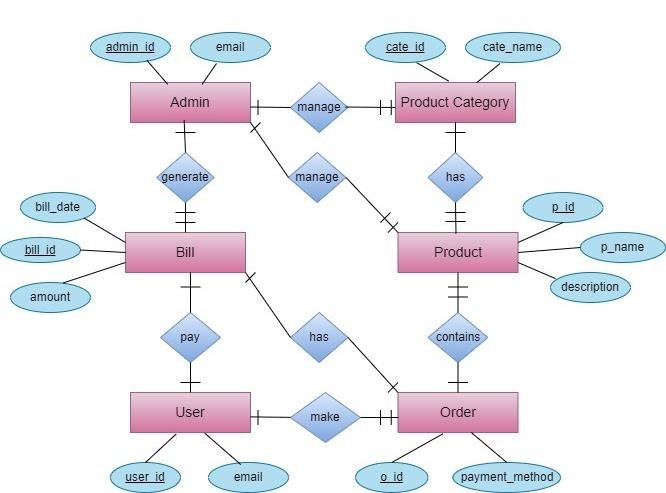 admin_id
email
cate_id
cate_name
Admin
manage
Product Category
generate
manage
has
bill_date
p_id
bill_id
Bill
Product
p_name
amount
description
pay
has
contains
User
make
Order
user_id
email
o_id
payment_method